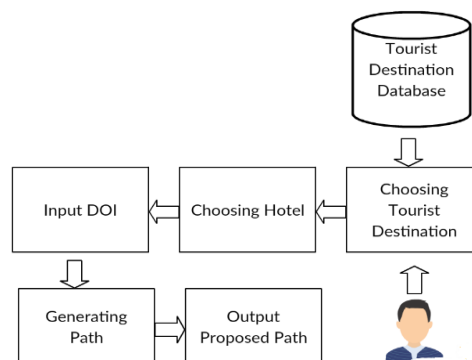 Tourist
Destination
Database
Input DOI
Choosing Hotel
Choosing
Tourist
Destination
Generating
Path
Output
Proposed Path